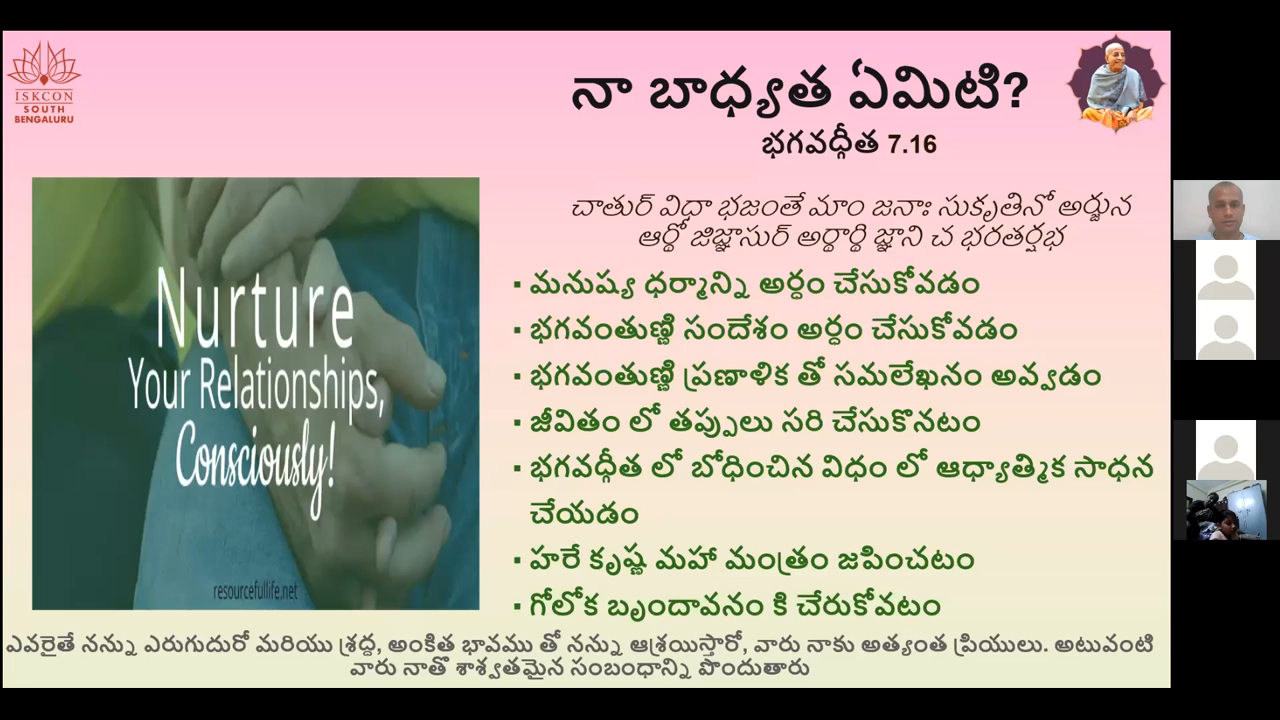 ISKCON
SOUTH
BENGALURU
నా బాధ్యత ఏమిటి?
భగవద్గీత 7.16
Nurture
Your Relationships,
Consciously!
resourcefullife.net
చాతుర్ విధా భజంతే మాం జనాః సుకృతినో అర్జున
ఆర్థో జిజ్ఞాసుర్ అర్థార్థి జ్ఞాని చ భరతర్షభ
▪ మనుష్య ధర్మాన్ని అర్ధం చేసుకోవడం
▪ భగవంతుణ్ణి సందేశం అర్ధం చేసుకోవడం
▪ భగవంతుణ్ణి ప్రణాళిక తో సమలేఖనం అవ్వడం
▪ జీవితం లో తప్పులు సరి చేసుకొనటం
▪ భగవద్గీత లో బోధించిన విధం లో ఆధ్యాత్మిక సాధన
చేయడం
▪ హరే కృష్ణ మహా మంత్రం జపించటం
▪ గోలోక బృందావనం కి చేరుకోవటం
ఎవరైతే నన్ను ఎరుగుదురో మరియు శ్రద్ధ, అంకిత భావము తో నన్ను ఆశ్రయిస్తారో, వారు నాకు అత్యంత ప్రియులు. అటువంటి
వారు నాతొ శాశ్వతమైన సంబంధాన్ని పొందుతారు